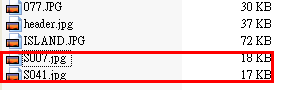 077.JPG 30 KB
header.jpg 37 KB
ISLAND.JPG 72 KB
S007.jpg 18 KB
S041.jpg 17 KB